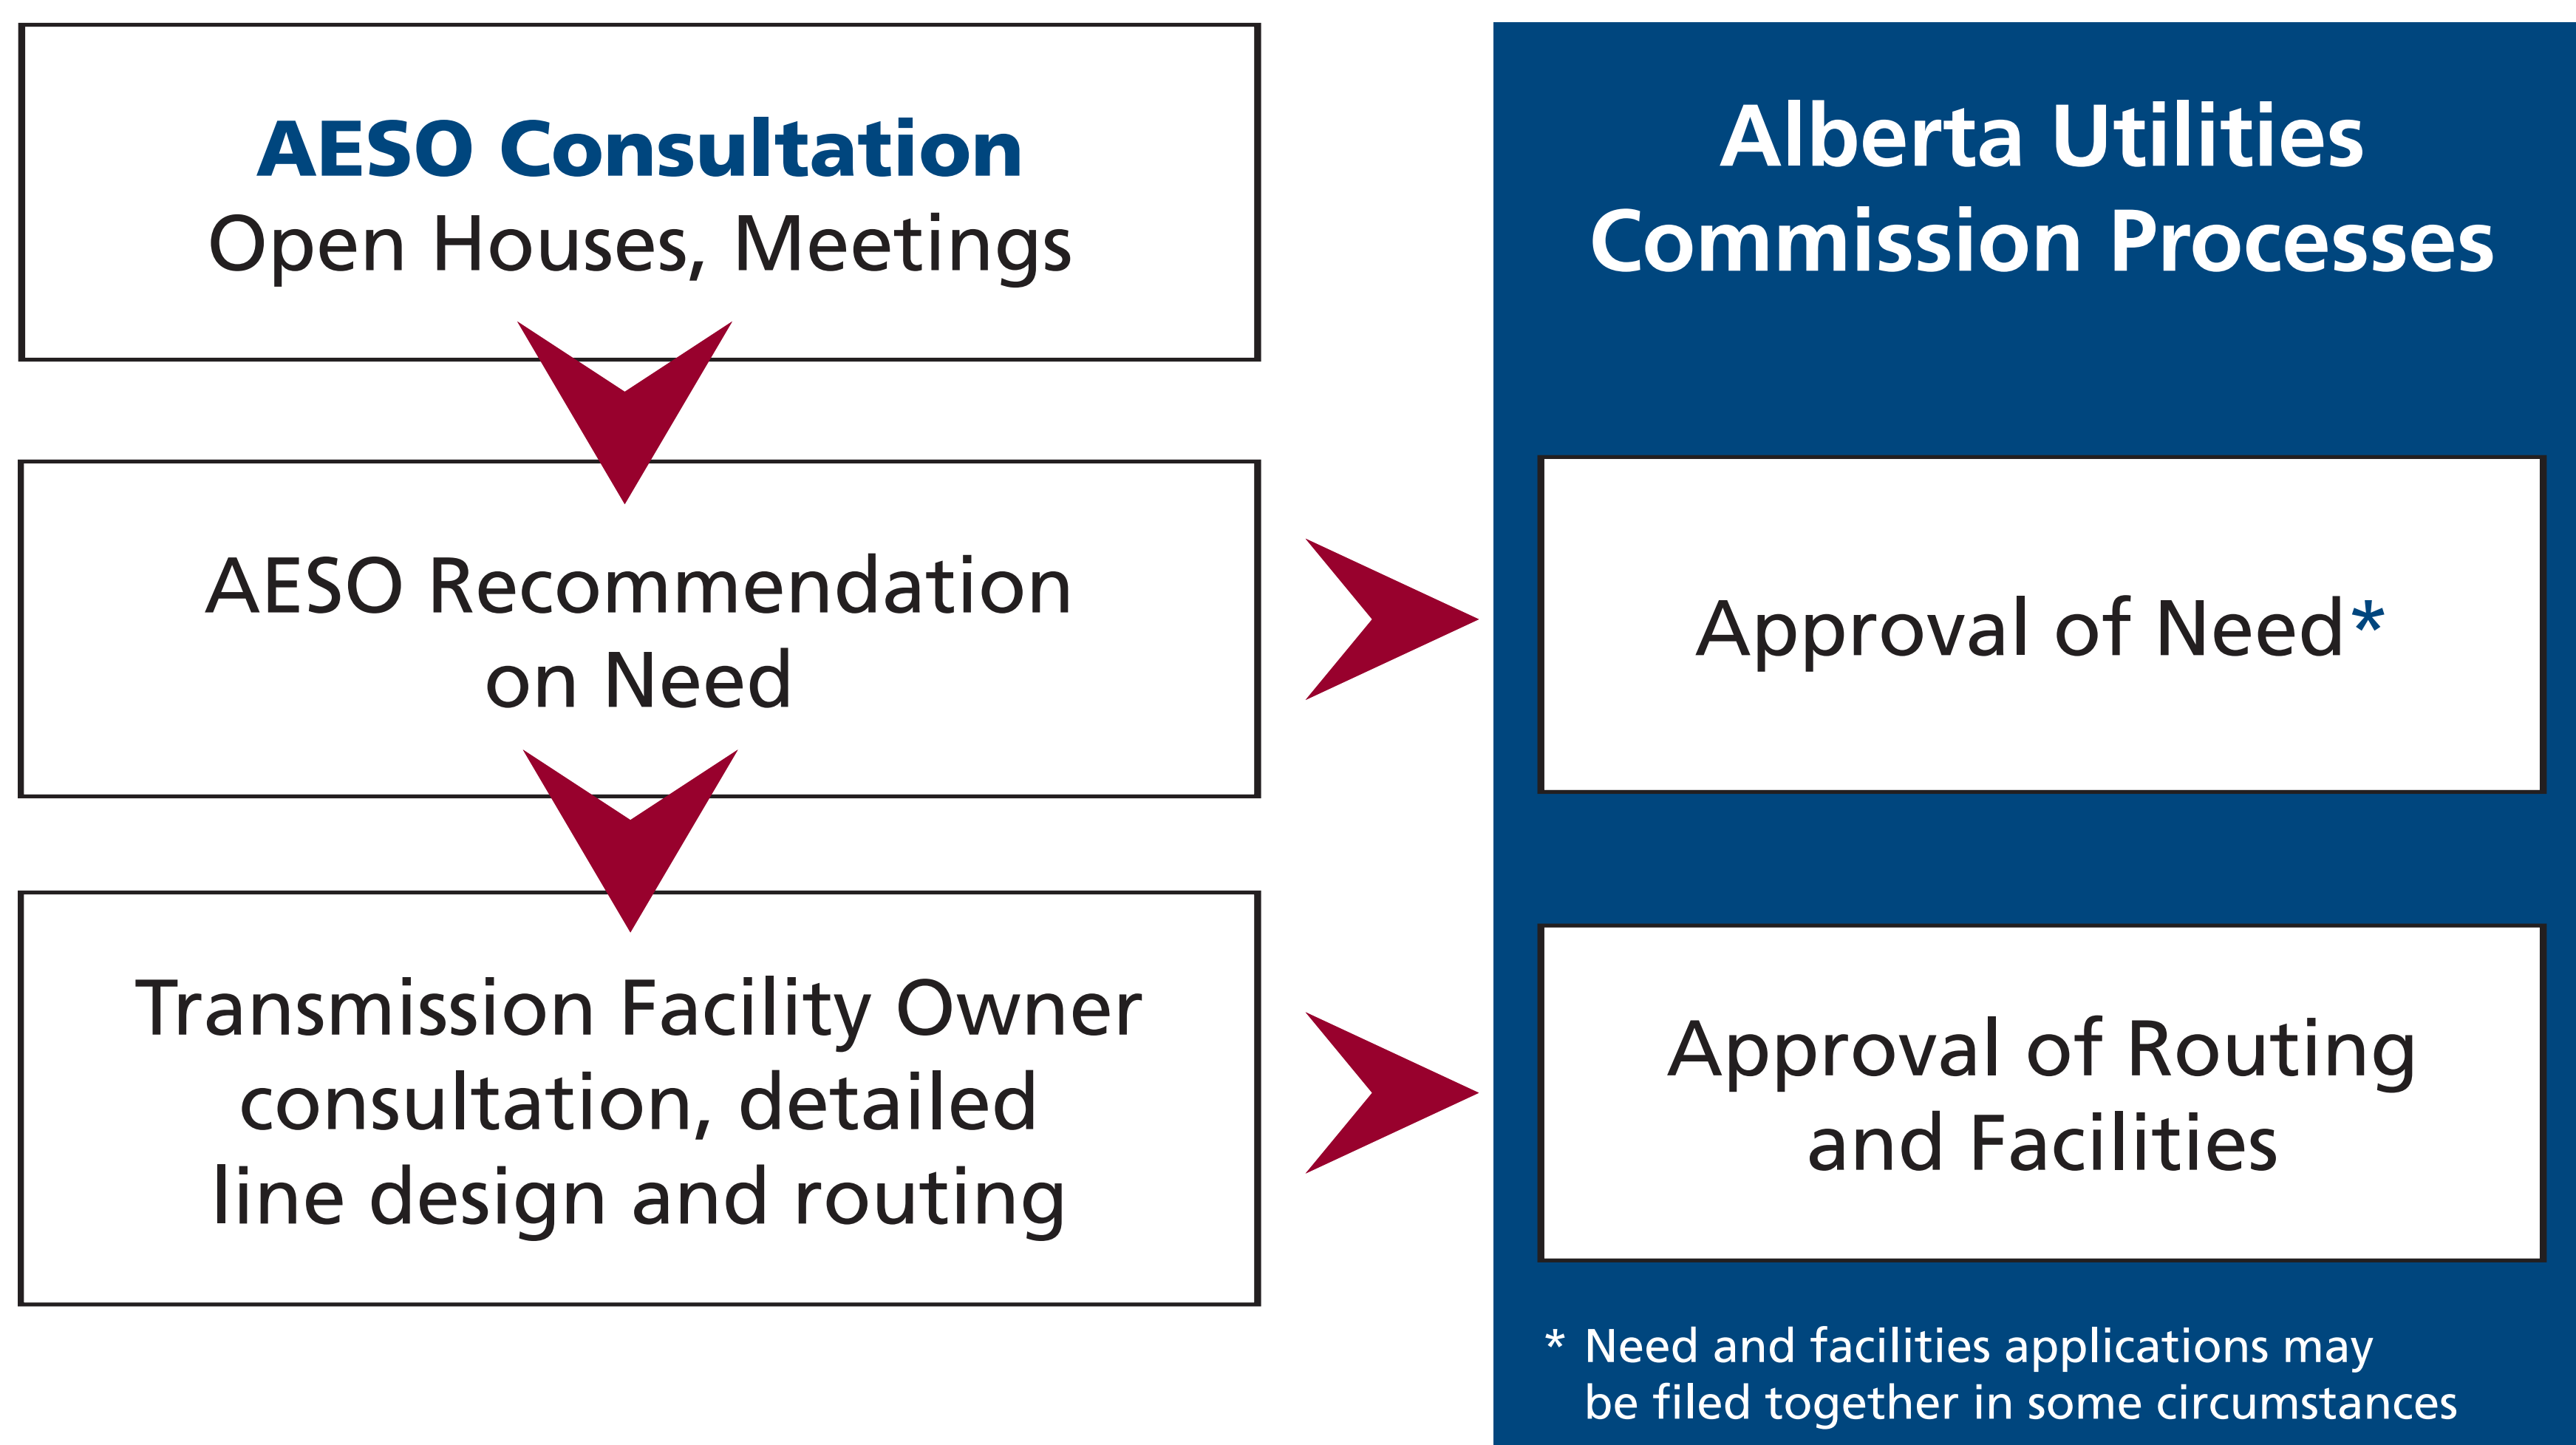 AESO Consultation
Open Houses, Meetings
AESO Recommendation
on Need
Transmission Facility Owner
consultation, detailed
line design and routing
Alberta Utilities
Commission Processes
Approval of Need*
Approval of Routing
and Facilities
* Need and facilities applications may
be filed together in some circumstances